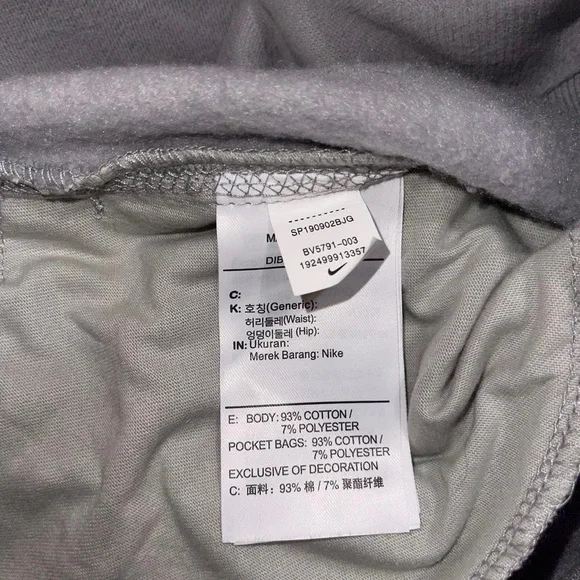 ----------
SP190902BJG
BV5791-003
192499913357
C:
K: 호칭(Generic):
허리둘레(Waist):
엉덩이둘레 (Hip):
IN: Ukuran:
Merek Barang: Nike
E: BODY: 93% COTTON /
7% POLYESTER
POCKET BAGS: 93% COTTON /
7% POLYESTER
EXCLUSIVE OF DECORATION
C: 面料: 93% 棉 / 7% 聚酯纤维